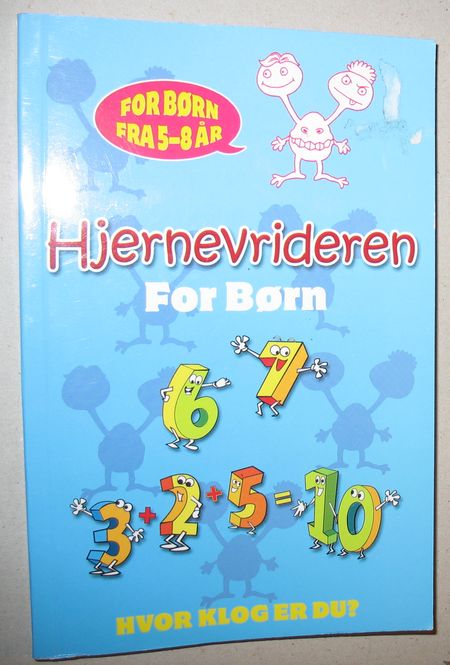 FOR BØRN
FRA 5-8 ÅR
Hjernevrideren
For Børn
6 7
3+2+5=10
HVOR KLOG ER DU?